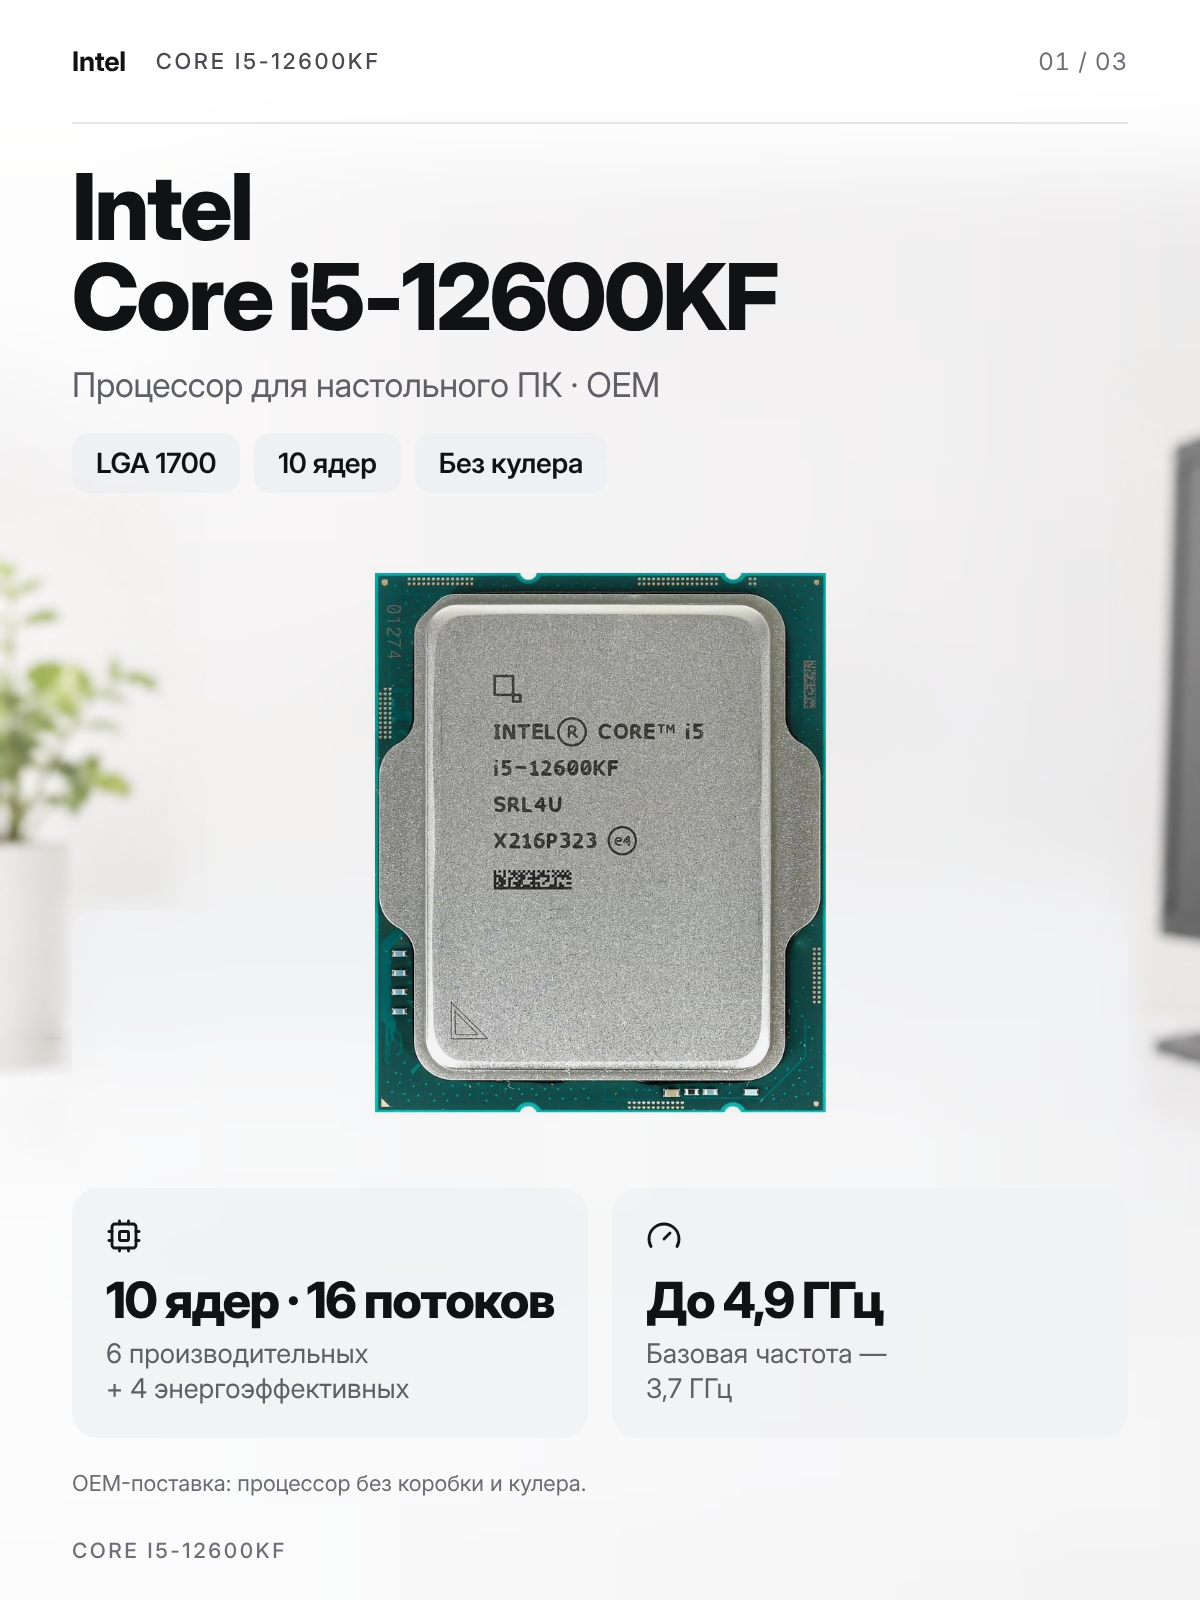 Intel CORE I5-12600KF 01 / 03
Intel
Core i5-12600KF
Процессор для настольного ПК · OEM
LGA 1700 10 ядер Без кулера
01274
INTEL® CORE™ i5
i5-12600KF
SRL4U
X216P323 e4
10 ядер · 16 потоков
6 производительных
+ 4 энергоэффективных
До 4,9 ГГц
Базовая частота —
3,7 ГГц
OEM-поставка: процессор без коробки и кулера.
CORE I5-12600KF